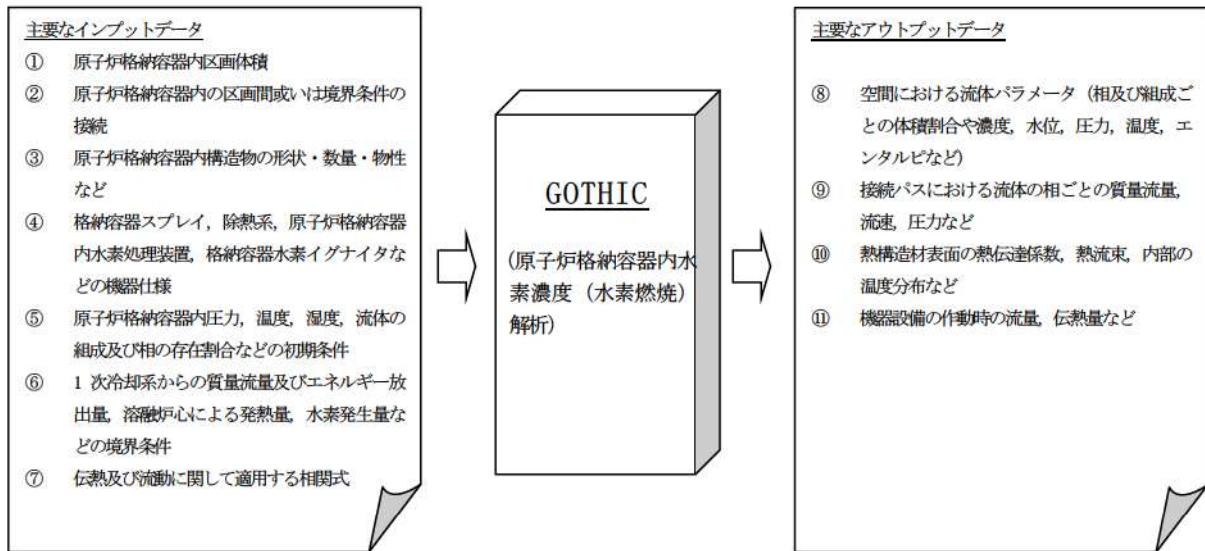 主要なインプットデータ
① 原子炉格納容器内区画体積
② 原子炉格納容器内の区画間或いは境界条件の
接続
③ 原子炉格納容器内構造物の形状・数量・物性
など
④ 格納容器スプレイ，除熱系，原子炉格納容器
内水素処理装置，格納容器水素イグナイタな
どの機器仕様
⑤ 原子炉格納容器内圧力，温度，湿度，流体の
組成及び相の存在割合などの初期条件
⑥ 1 次冷却系からの質量流量及びエネルギー放
出量，溶融炉心による発熱量，水素発生量な
どの境界条件
⑦ 伝熱及び流動に関して適用する相関式
GOTHIC
(原子炉格納容器内水
素濃度（水素燃焼）
解析)
主要なアウトプットデータ
⑧ 空間における流体パラメータ（相及び組成ご
との体積割合や濃度，水位，圧力，温度，エ
ンタルピなど）
⑨ 接続パスにおける流体の相ごとの質量流量，
流速，圧力など
⑩ 熱構造材表面の熱伝達係数，熱流束，内部の
温度分布など
⑪ 機器設備の作動時の流量，伝熱量など